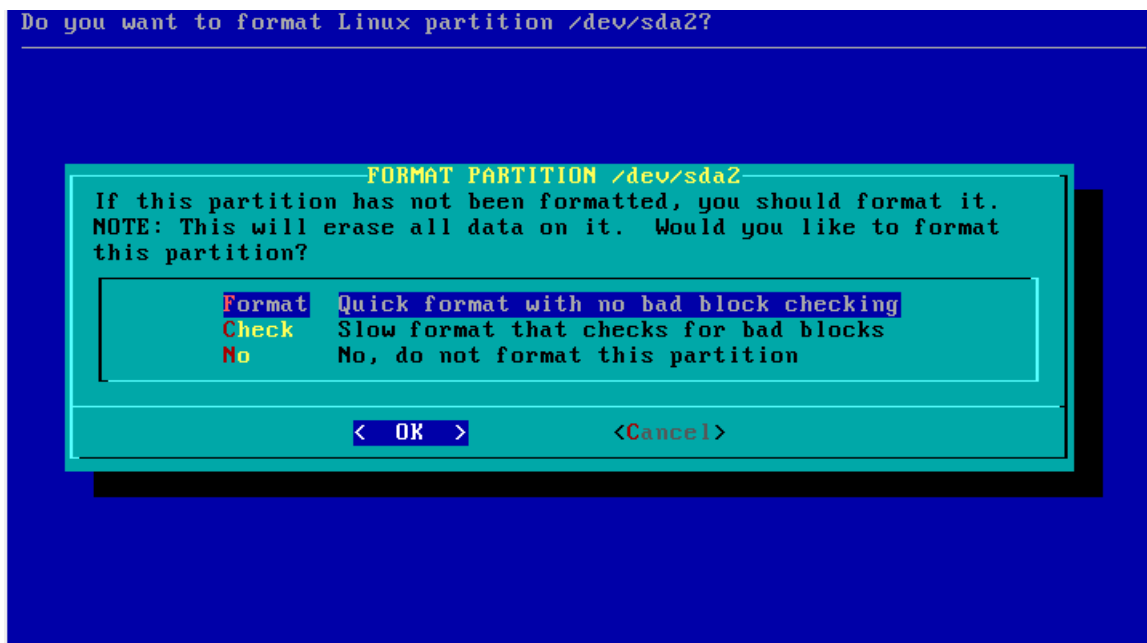 Do you want to format Linux partition /dev/sda2?
FORMAT PARTITION /dev/sda2
If this partition has not been formatted, you should format it.
NOTE: This will erase all data on it.  Would you like to format
this partition?
Format  Quick format with no bad block checking
Check  Slow format that checks for bad blocks
No  No, do not format this partition
<  OK  >  <Cancel>